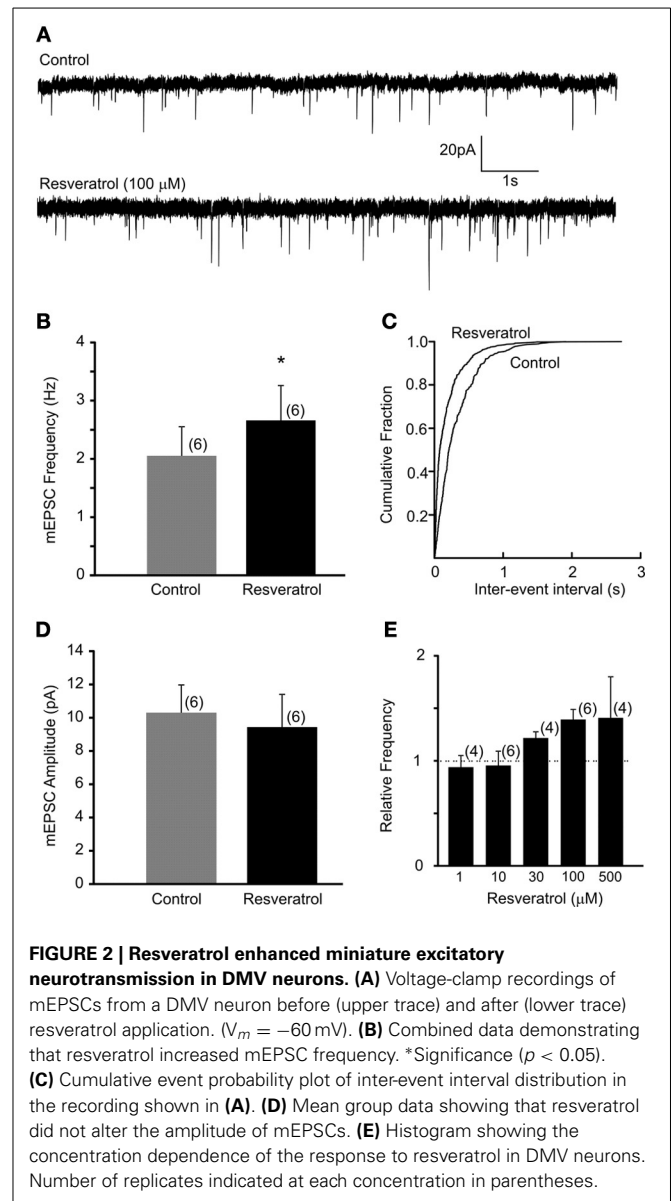 A
Control
20pA
1s
Resveratrol (100 μM)
B
4
3
2
1
0
mEPSC Frequency (Hz)
(6)
*
(6)
Control
Resveratrol
C
1.0
0.8
0.6
0.4
0.2
Cumulative Fraction
Resveratrol
Control
0
1
2
3
Inter-event interval (s)
D
14
12
10
8
6
4
2
0
mEPSC Amplitude (pA)
(6)
(6)
Control
Resveratrol
E
2
1
0
Relative Frequency
(4)
(6)
(4)
(6)
(4)
1
10
30
100
500
Resveratrol (μM)
FIGURE 2 | Resveratrol enhanced miniature excitatory
neurotransmission in DMV neurons. (A) Voltage-clamp recordings of
mEPSCs from a DMV neuron before (upper trace) and after (lower trace)
resveratrol application. (Vm = −60 mV). (B) Combined data demonstrating
that resveratrol increased mEPSC frequency. *Significance (p < 0.05).
(C) Cumulative event probability plot of inter-event interval distribution in
the recording shown in (A). (D) Mean group data showing that resveratrol
did not alter the amplitude of mEPSCs. (E) Histogram showing the
concentration dependence of the response to resveratrol in DMV neurons.
Number of replicates indicated at each concentration in parentheses.